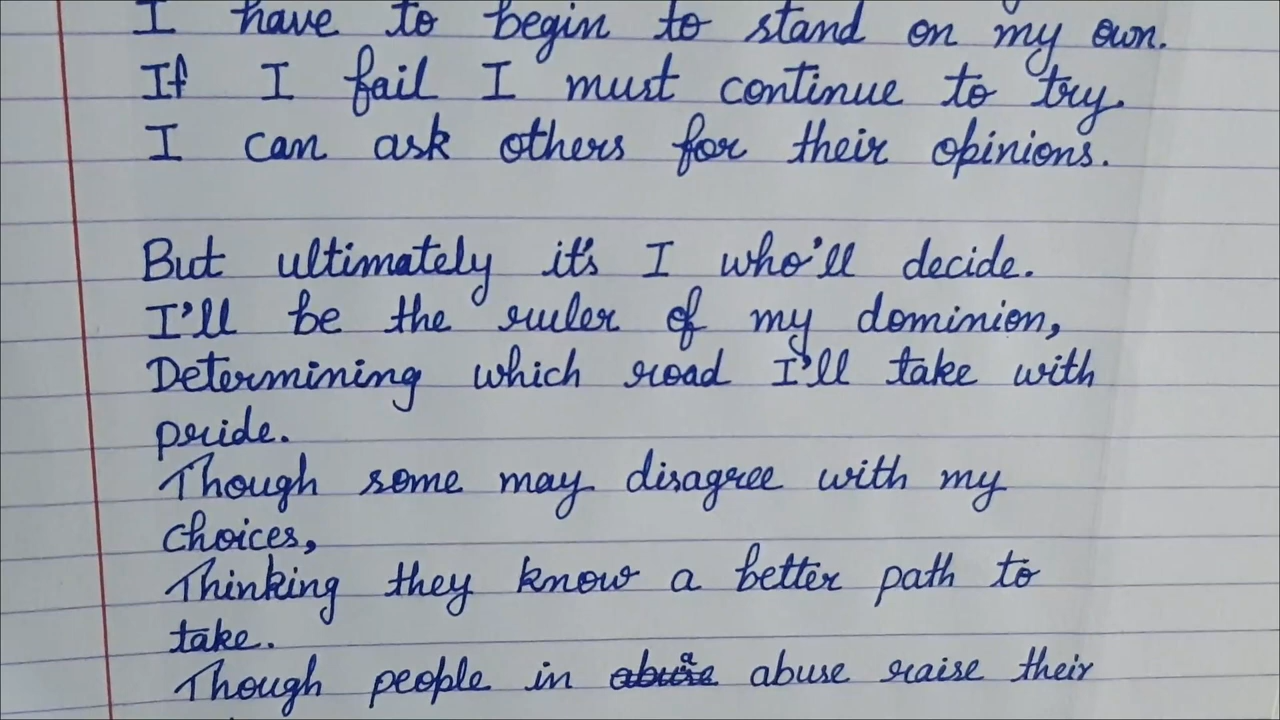 I have to begin to stand on my own.
If I fail I must continue to try.
I can ask others for their opinions.
But ultimately it's I who'll decide.
I'll be the ruler of my dominion,
Determining which road I'll take with
pride.
Though some may disagree with my
choices,
Thinking they know a better path to
take.
Though people in abuse raise their